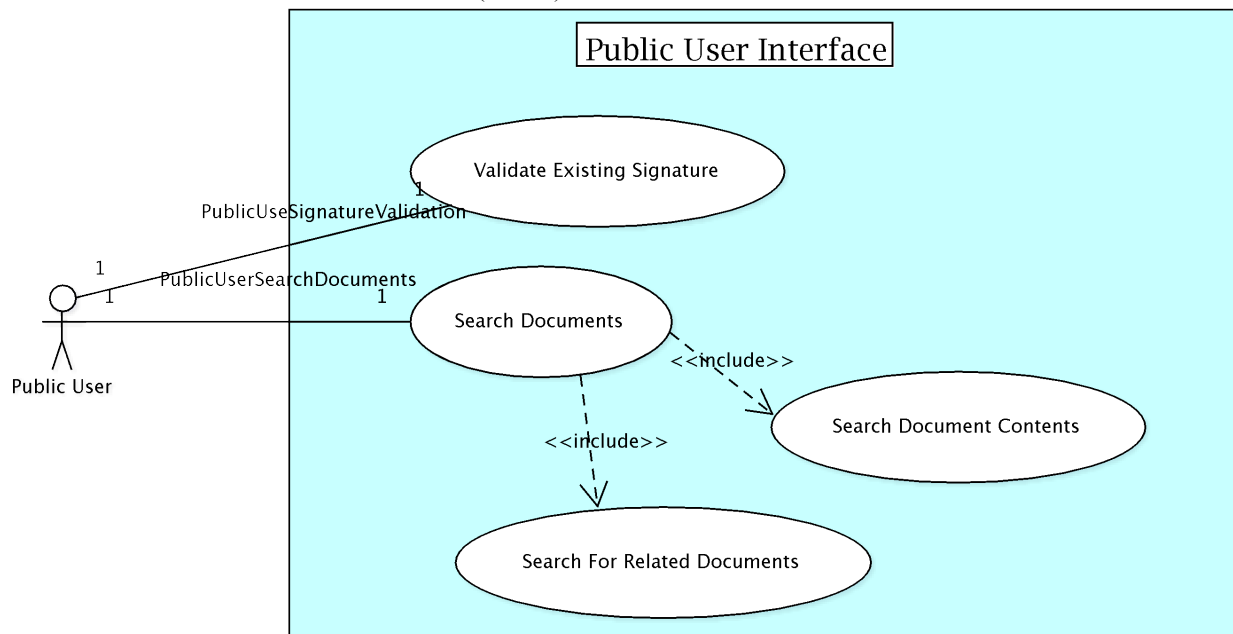 Public User Interface
Validate Existing Signature
1
PublicUseSignatureValidation
1
PublicUserSearchDocuments
1
1
Search Documents
<<include>>
Public User
Search Document Contents
<<include>>
Search For Related Documents